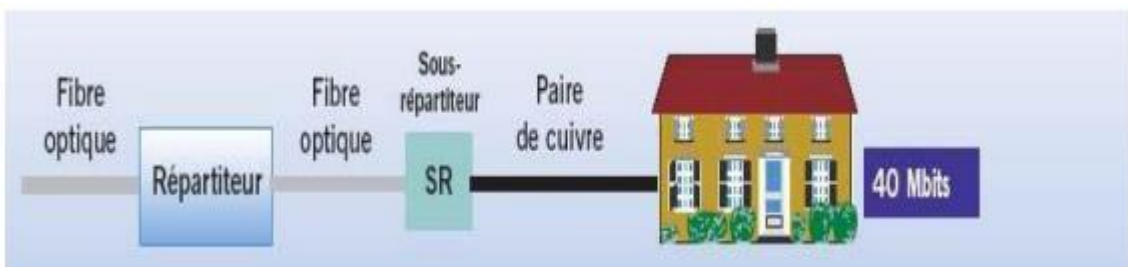 Fibre
optique
Répartiteur
Fibre
optique
Sous-
répartiteur
SR
Paire
de cuivre
40 Mbits